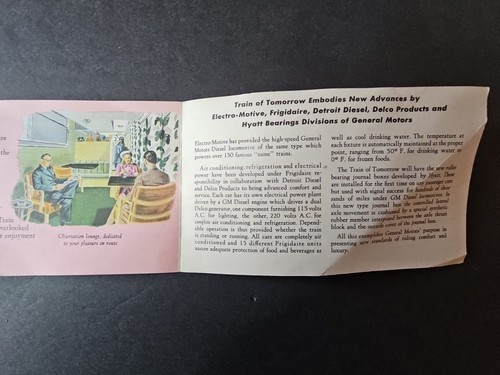 the
Train
overlooked
enjoyment
Observation lounge, dedicated
to your pleasure en route
Train of Tomorrow Embodies New Advances by
Electro-Motive, Frigidaire, Detroit Diesel, Delco Products and
Hyatt Bearings Divisions of General Motors
Electro-Motive has provided the high-speed General
Motors Diesel locomotive of the same type which
powers over 150 famous "name" trains.
Air conditioning, refrigeration and electrical
power have been developed under Frigidaire re-
sponsibility in collaboration with Detroit Diesel
and Delco Products to bring advanced comfort and
service. Each car has its own electrical power plant
driven by a GM Diesel engine which drives a dual
Delco generator, one component furnishing 115 volts
A.C. for lighting, the other, 220 volts A.C. for
onsite air conditioning and refrigeration. Depend-
able operation is thus provided whether the train
is standing or running. All cars are completely air
conditioned and 15 different Frigidaire units
assure adequate protection of food and beverages as
well as cool drinking water. The temperature at
each fixture is automatically maintained at the proper
point, ranging from 50° F. for drinking water to
0° F. for frozen foods.
The Train of Tomorrow will have the new roller
bearing journal boxes developed by Hyatt. These
are installed for the first time on any passenger cars
but used with signal success for hundreds of thou-
sands of miles under GM Diesel locomotives. In
this new type journal box the controlled lateral
axle movement is cushioned by a special synthetic
rubber member interposed between the axle thrust
block and the outside cover of the journal box.
All this exemplifies General Motors' purpose in
presenting new standards of riding comfort and
luxury.